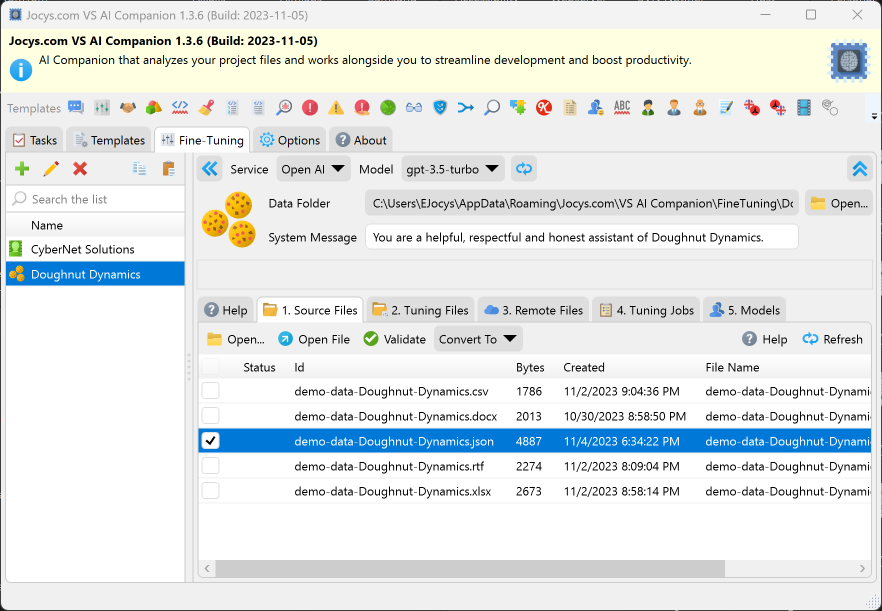 Jocys.com VS AI Companion 1.3.6 (Build: 2023-11-05)
Jocys.com VS AI Companion 1.3.6 (Build: 2023-11-05)
AI Companion that analyzes your project files and works alongside you to streamline development and boost productivity.
Templates ABC
Tasks Templates Fine-Tuning Options About
Service Open AI Model gpt-3.5-turbo
Search the list
Name
CyberNet Solutions
Doughnut Dynamics
Data Folder C:\Users\EJocys\AppData\Roaming\Jocys.com\VS AI Companion\FineTuning\Do Open...
System Message You are a helpful, respectful and honest assistant of Doughnut Dynamics.
Help 1. Source Files 2. Tuning Files 3. Remote Files 4. Tuning Jobs 5. Models
Open... Open File Validate Convert To Help Refresh
Status Id Bytes Created File Name
demo-data-Doughnut-Dynamics.csv 1786 11/2/2023 9:04:36 PM demo-data-Doughnut-Dynami
demo-data-Doughnut-Dynamics.docx 2013 10/30/2023 8:58:50 PM demo-data-Doughnut-Dynami
demo-data-Doughnut-Dynamics.json 4887 11/4/2023 6:34:22 PM demo-data-Doughnut-Dynami
demo-data-Doughnut-Dynamics.rtf 2274 11/2/2023 8:09:04 PM demo-data-Doughnut-Dynami
demo-data-Doughnut-Dynamics.xlsx 2673 11/2/2023 8:58:14 PM demo-data-Doughnut-Dynami